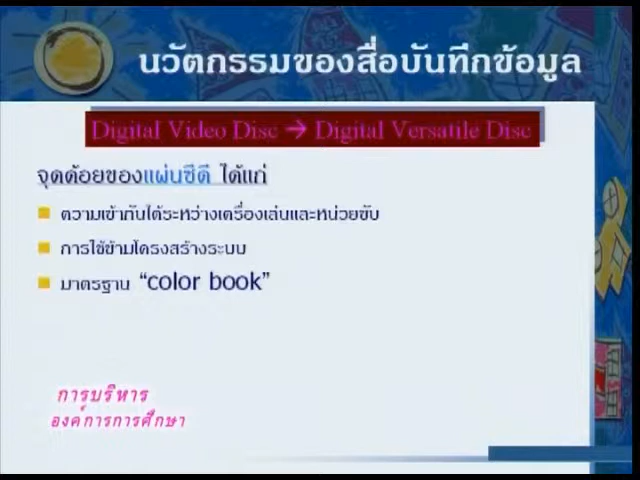 นวัตกรรมของสื่อบันทึกข้อมูล
Digital Video Disc → Digital Versatile Disc
จุดด้อยของแผ่นซีดี ได้แก่
ความเข้ากันได้ระหว่างเครื่องเล่นและหน่วยขับ
การใช้ข้ามโครงสร้างระบบ
มาตรฐาน “color book”
การบริหาร
องค์การการศึกษา